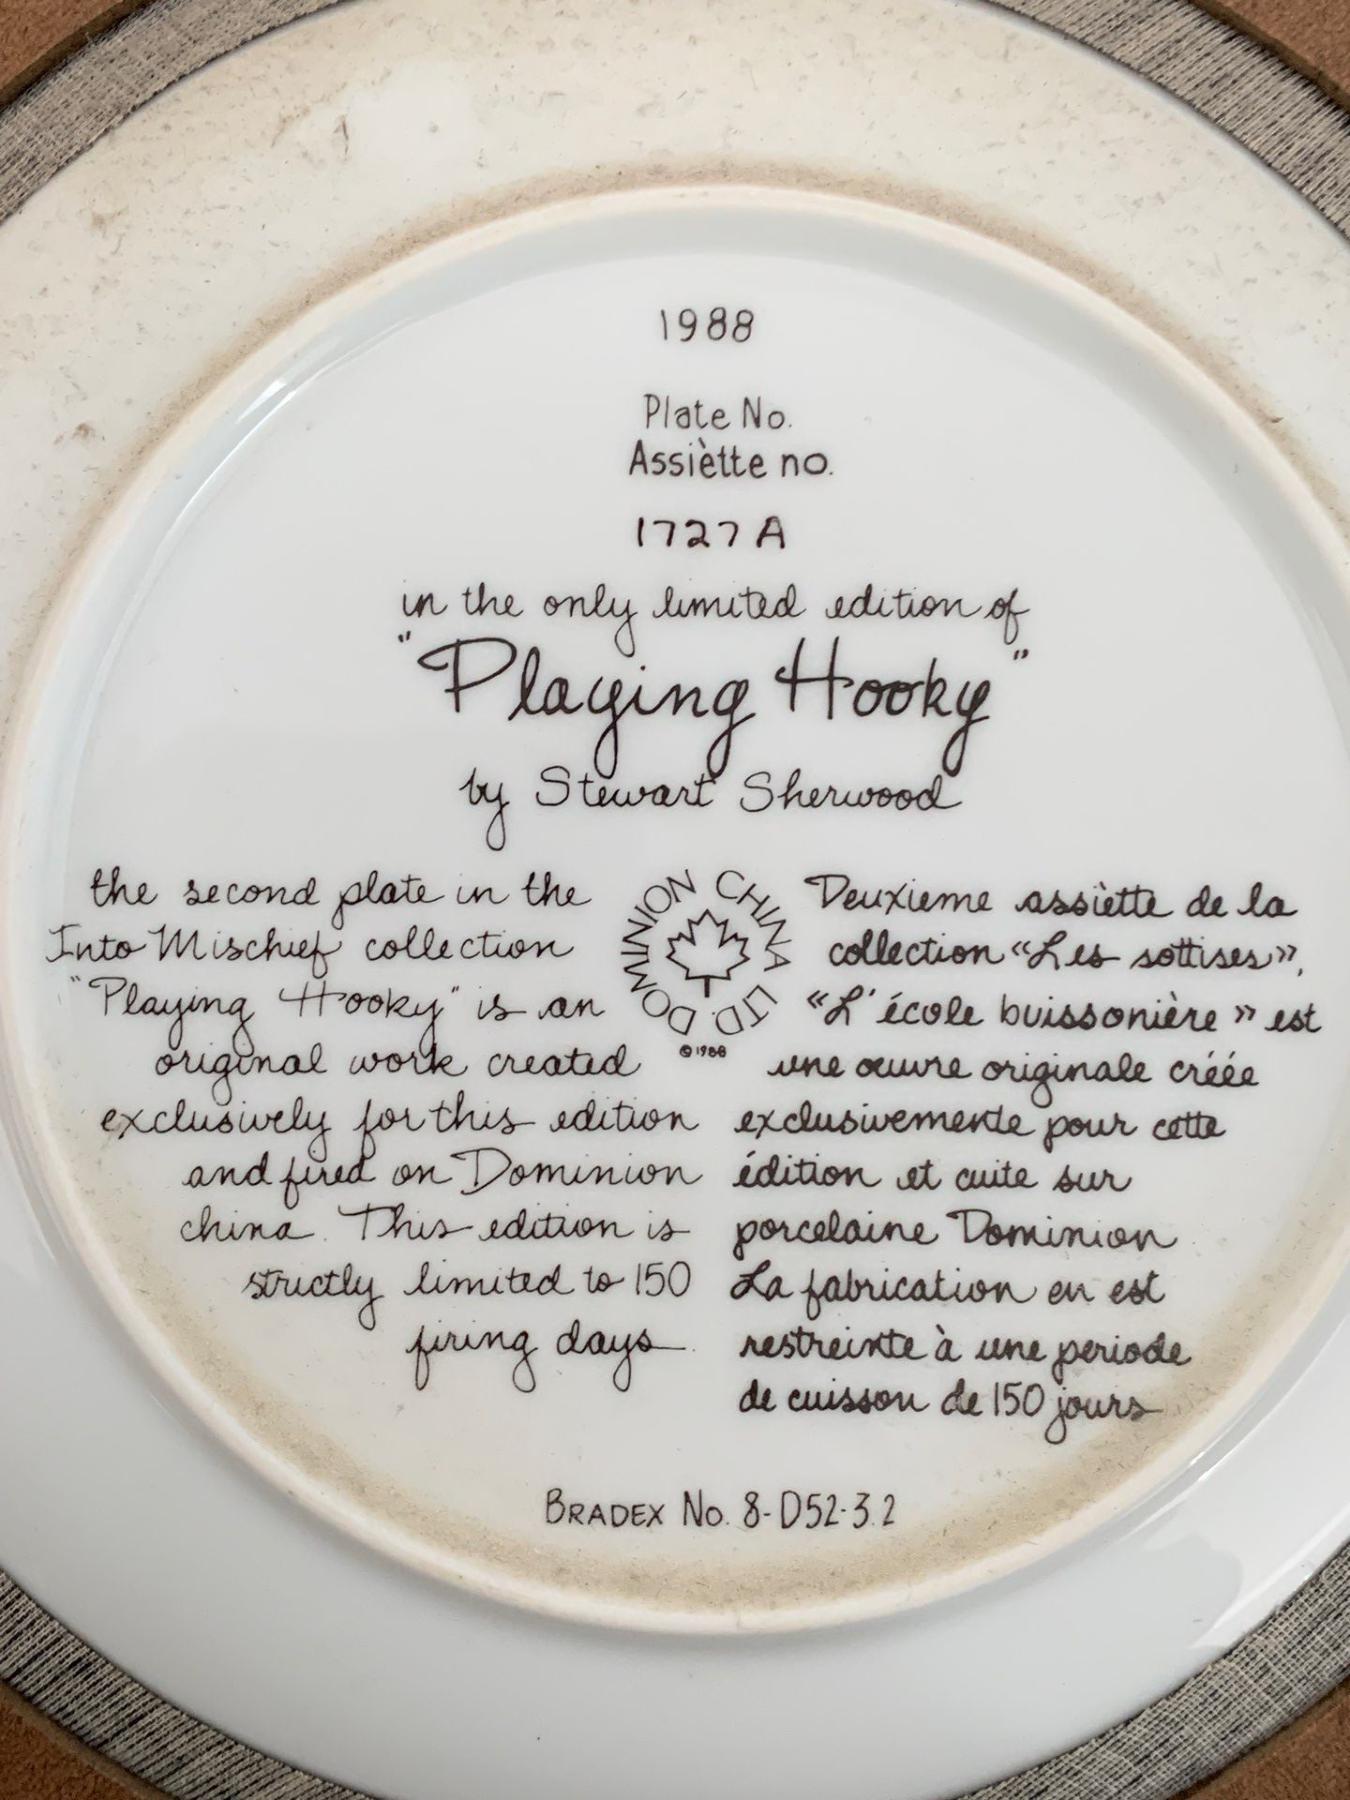 1988
Plate No.
Assiètte no.
1727 A
in the only limited edition of
"Playing Hooky"
by Stewart Sherwood
the second plate in the
Into Mischief collection
"Playing Hooky" is an
original work created
exclusively for this edition
and fired on Dominion
china. This edition is
strictly limited to 150
firing days.
DOMINION CHINA LTD.
©1988
Deuxieme assiètte de la
collection «Les sottises»,
«L'école buissonière» est
une œuvre originale créée
exclusivemente pour cette
édition et cuite sur
porcelaine Dominion
La fabrication en est
restreinte à une periode
de cuisson de 150 jours
BRADEX No. 8-D52-3.2